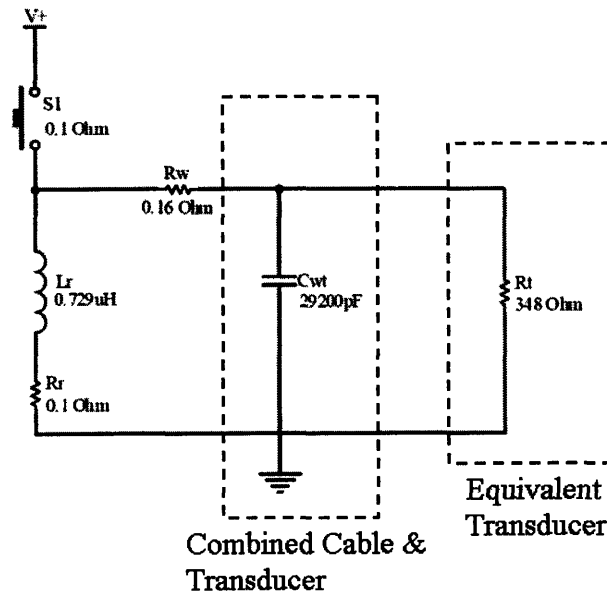 V+
S1
0.1 Ohm
Rw
0.16 Ohm
Lr
0.729uH
Cwt
29200pF
Rt
348 Ohm
Rr
0.1 Ohm
Equivalent
Transducer
Combined Cable &
Transducer